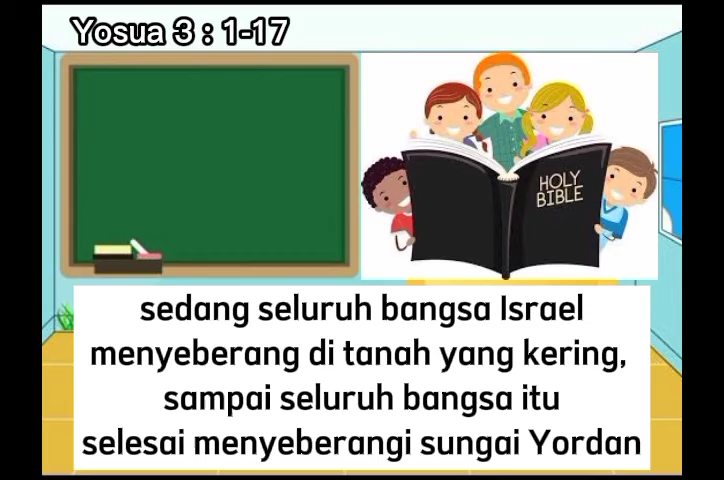 Yosua 3 : 1-17
HOLY
BIBLE
sedang seluruh bangsa Israel
menyeberang di tanah yang kering,
sampai seluruh bangsa itu
selesai menyeberangi sungai Yordan